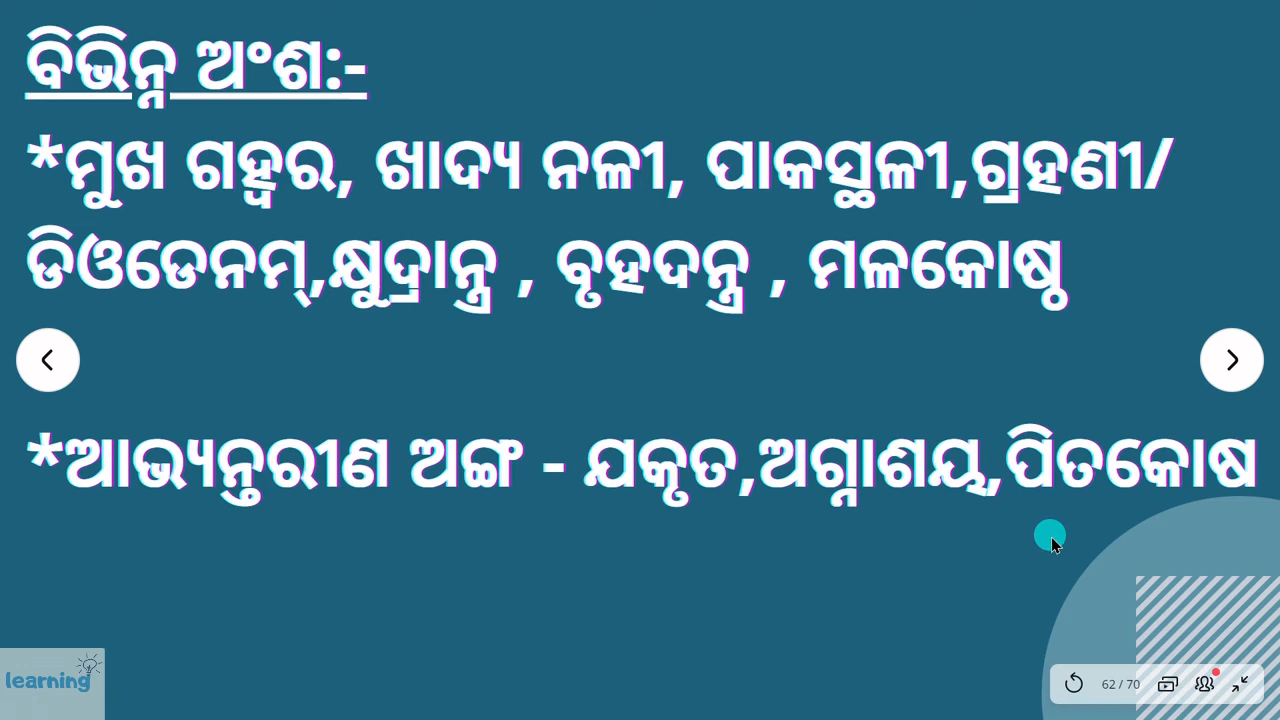 ବିଭିନ୍ନ ଅଂଶ:-
*ମୁଖ ଗହ୍ୱର, ଖାଦ୍ୟ ନଳୀ, ପାକସ୍ଥଳୀ,ଗ୍ରହଣୀ/
ଡିଓଡେନମ୍,କ୍ଷୁଦ୍ରାନ୍ତ୍ର , ବୃହଦନ୍ତ୍ର , ମଳକୋଷ୍ଠ
*ଆଭ୍ୟନ୍ତରୀଣ ଅଙ୍ଗ - ଯକୃତ,ଅଗ୍ନାଶୟ,ପିତକୋଷ
learning
62 / 70